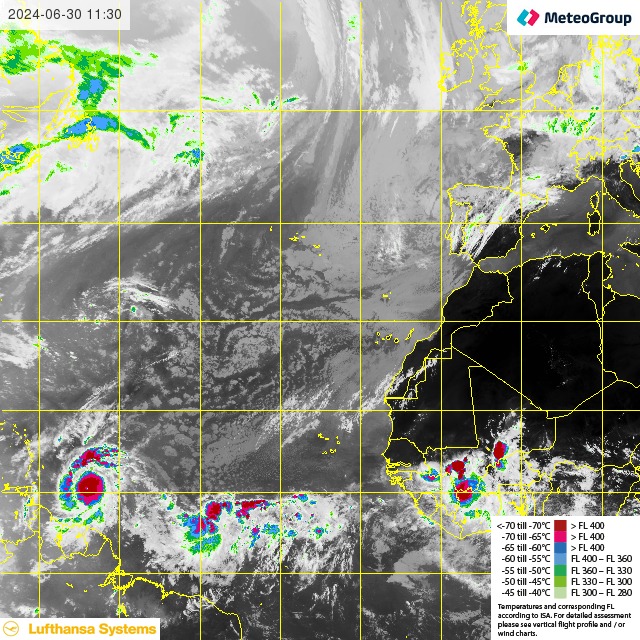 2024-06-30 11:30
MeteoGroup
<-70 till -70°C > FL 400
-70 till -65°C > FL 400
-65 till -60°C > FL 400
-60 till -55°C FL 400 – FL 360
-55 till -50°C FL 360 – FL 330
-50 till -45°C FL 330 – FL 300
-45 till -40°C FL 300 – FL 280
Temperatures and corresponding FL
according to ISA. For detailed assessment
please see vertical flight profile and / or
wind charts.
Lufthansa Systems